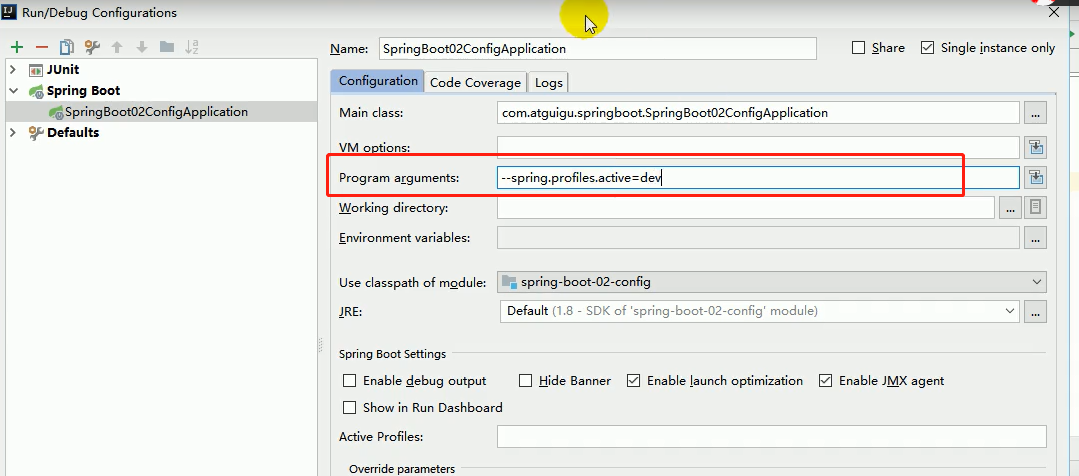 IJ Run/Debug Configurations
Name: SpringBoot02ConfigApplication Share Single instance only
JUnit
Spring Boot
SpringBoot02ConfigApplication
Defaults
Configuration Code Coverage Logs
Main class: com.atguigu.springboot.SpringBoot02ConfigApplication ...
VM options:
Program arguments: --spring.profiles.active=dev
Working directory: ...
Environment variables: ...
Use classpath of module: spring-boot-02-config
JRE: Default (1.8 - SDK of 'spring-boot-02-config' module) ...
Spring Boot Settings
Enable debug output Hide Banner Enable launch optimization Enable JMX agent
Show in Run Dashboard
Active Profiles:
Override parameters